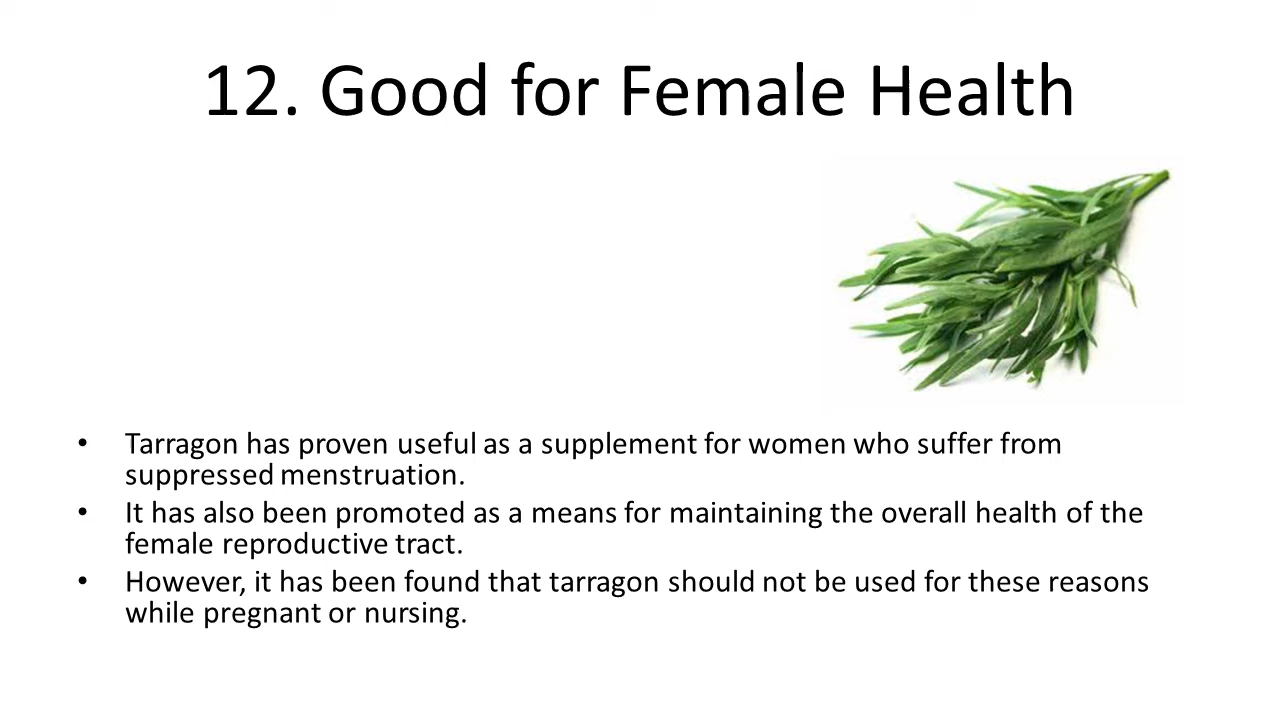 12. Good for Female Health
• Tarragon has proven useful as a supplement for women who suffer from
suppressed menstruation.
• It has also been promoted as a means for maintaining the overall health of the
female reproductive tract.
• However, it has been found that tarragon should not be used for these reasons
while pregnant or nursing.